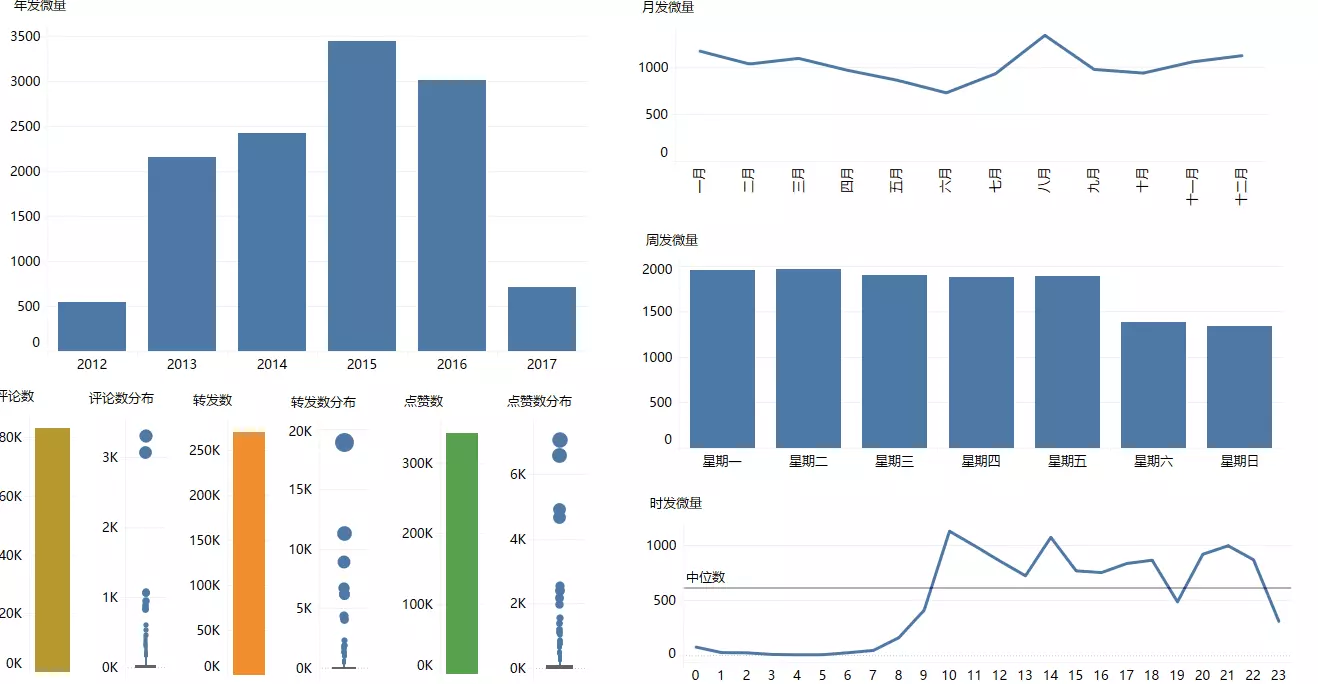 年发微量
3500
3000
2500
2000
1500
1000
500
0
2012 2013 2014 2015 2016 2017
月发微量
1000
500
0
一月 二月 三月 四月 五月 六月 七月 八月 九月 十月 十一月 十二月
周发微量
2000
1500
1000
500
0
星期一 星期二 星期三 星期四 星期五 星期六 星期日
评论数
80K
60K
40K
20K
0K
评论数分布
3K
2K
1K
0K
转发数
250K
200K
150K
100K
50K
0K
转发数分布
20K
15K
10K
5K
0K
点赞数
300K
200K
100K
0K
点赞数分布
6K
4K
2K
0K
时发微量
1000
中位数
500
0
0 1 2 3 4 5 6 7 8 9 10 11 12 13 14 15 16 17 18 19 20 21 22 23